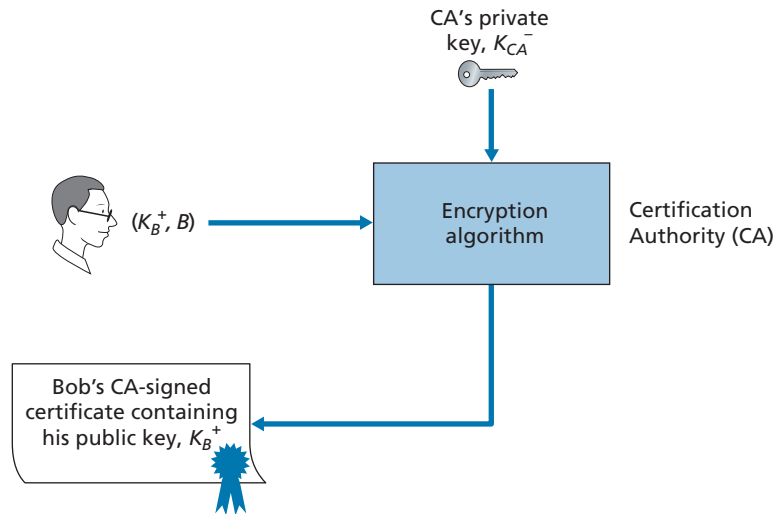 CA's private
key, K_CA^-
(K_B^+, B)
Encryption
algorithm
Certification
Authority (CA)
Bob's CA-signed
certificate containing
his public key, K_B^+